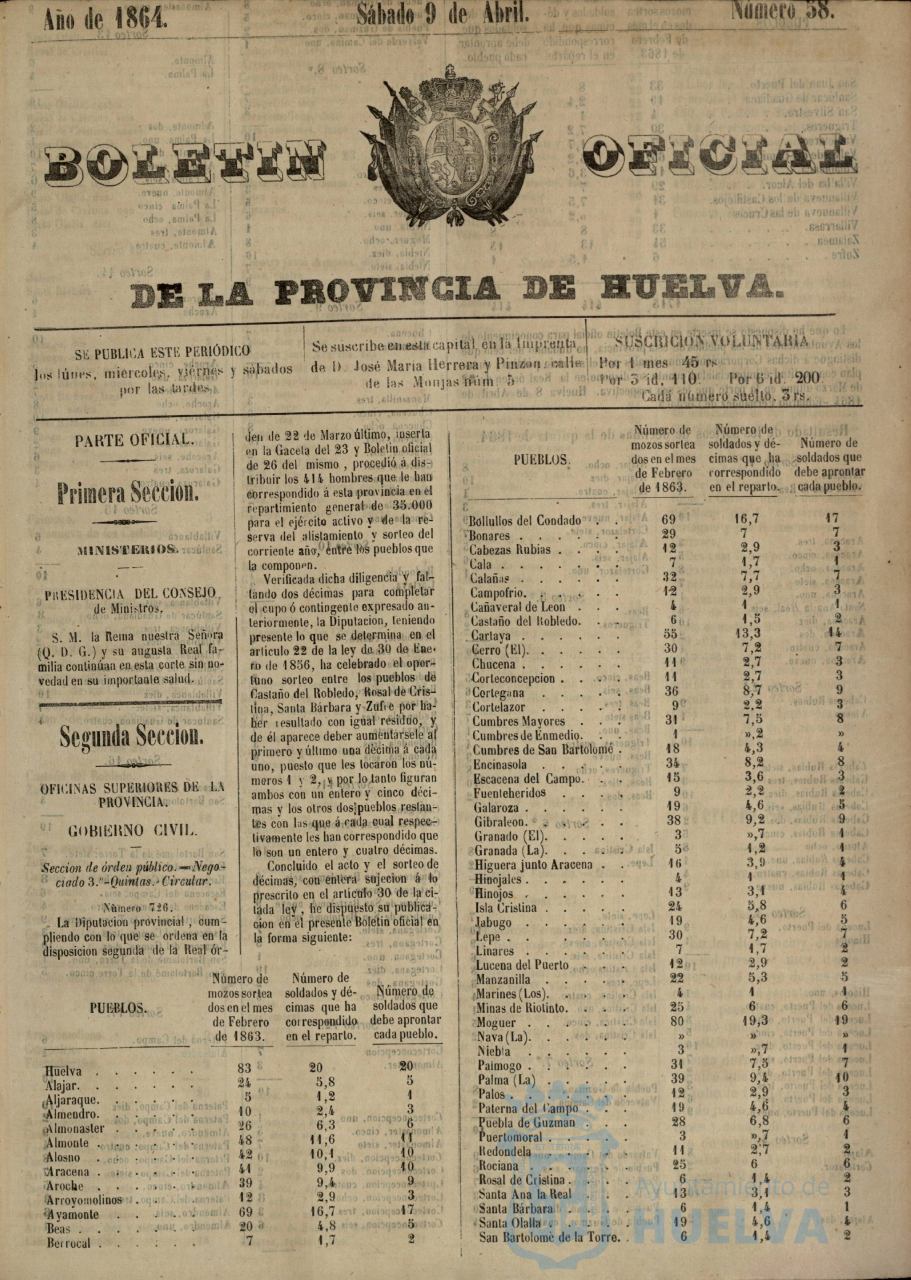 Año de 1864. Sábado 9 de Abril. Número 58.
BOLETIN OFICIAL
DE LA PROVINCIA DE HUELVA.
SE PUBLICA ESTE PERIÓDICO
los lúnes, miercoles, viérnes y sábados
por las tardes.
Se suscribe en esta capital, en la Imprenta
de D. José Maria Herrera y Pinzon, calle
de las Monjas núm. 5
SUSCRICION VOLUNTARIA
Por 1 mes 45 rs
Por 3 id. 110. Por 6 id. 200.
Cada número suelto, 3 rs.
PARTE OFICIAL.
Primera Seccion.
MINISTERIOS.
PRESIDENCIA DEL CONSEJO
de Ministros.
S. M. la Reina nuestra Señora
(Q. D. G.) y su augusta Real fa-
milia continúan en esta corte sin no-
vedad en su importante salud.
Segunda Seccion.
OFICINAS SUPERIORES DE LA
PROVINCIA.
GOBIERNO CIVIL.
Seccion de órden público.—Nego-
ciado 3.º-Quintas.-Circular.
Número 726.
La Diputacion provincial, cum-
pliendo con lo que se ordena en la
disposicion segunda de la Real ór-
den de 22 de Marzo último, inserta
en la Gaceta del 23 y Boletin oficial
de 26 del mismo, procedió á dis-
tribuir los 414 hombres que le han
correspondido á esta provincia en el
repartimiento general de 35.000
para el ejército activo y de la re-
serva del alistamiento y sorteo del
corriente año, entre los pueblos que
la componen.
Verificada dicha diligencia y fal-
tando dos décimas para completar
el cupo ó contingente expresado an-
teriormente, la Diputacion, teniendo
presente lo que se determina en el
artículo 22 de la ley de 30 de Ene-
ro de 1856, ha celebrado el opor-
tuno sorteo entre los pueblos de
Castaño del Robledo, Rosal de Cris-
tina, Santa Bárbara y Zufre por ha-
ber resultado con igual residuo, y
de él aparece deber aumentársele al
primero y último una décima á cada
uno, puesto que les tocaron los nú-
meros 1 y 2, y por lo tanto figuran
ambos con un entero y cinco déci-
mas y los otros dos pueblos restan-
tes con las que á cada cual respec-
tivamente les han correspondido que
lo son un entero y cuatro décimas.
Concluido el acto y el sorteo de
décimas, con entera sujecion á lo
prescrito en el artículo 30 de la ci-
tada ley, he dispuesto su publica-
cion en el presente Boletin oficial en
la forma siguiente:
PUEBLOS.
Número de
mozos sortea
dos en el mes
de Febrero
de 1863.
Número de
soldados y dé-
cimas que ha
correspondido
en el reparto.
Número de
soldados que
debe aprontar
cada pueblo.
Huelva . . . . . . 83 20 20
Alajar. . . . . . 24 5,8 5
Aljaraque. . . . . . 5 1,2 1
Almendro. . . . . . 10 2,4 3
Almonaster . . . . . 26 6,3 6
Almonte . . . . . . 48 11,6 11
Alosno . . . . . . 42 10,1 10
Aracena . . . . . . 41 9,9 10
Aroche . . . . . . 39 9,4 9
Arroyomolinos . . . . 12 2,9 3
Ayamonte . . . . . 69 16,7 17
Beas . . . . . . 20 4,8 5
Berrocal . . . . . . 7 1,7 2
PUEBLOS.
Número de
mozos sortea
dos en el mes
de Febrero
de 1863.
Número de
soldados y dé-
cimas que ha
correspondido
en el reparto.
Número de
soldados que
debe aprontar
cada pueblo.
Bollullos del Condado . . 69 16,7 17
Bonares . . . . . 29 7 7
Cabezas Rubias . . . . 12 2,9 3
Cala . . . . . . 7 1,7 1
Calañas . . . . . . 32 7,7 7
Campofrio. . . . . . 12 2,9 3
Cañaveral de Leon . . . 4 1 1
Castaño del Robledo. . . 6 1,5 2
Cartaya . . . . . . 55 13,3 14
Cerro (El). . . . . . 30 7,2 7
Chucena . . . . . . 11 2,7 3
Corteconcepcion . . . . 11 2,7 3
Cortegana . . . . . 36 8,7 9
Cortelazor . . . . . 9 2,2 3
Cumbres Mayores . . . 31 7,5 8
Cumbres de Enmedio. . . 1 »,2 »
Cumbres de San Bartolomé . 18 4,3 4
Encinasola . . . . . 34 8,2 8
Escacena del Campo. . . 15 3,6 3
Fuenteheridos . . . . 9 2,2 2
Galaroza . . . . . 19 4,6 5
Gibraleon. . . . . . 38 9,2 9
Granado (El). . . . . 3 »,7 1
Granada (La). . . . . 5 1,2 1
Higuera junto Aracena . . 16 3,9 4
Hinojales . . . . . 4 1 1
Hinojos . . . . . . 13 3,1 4
Isla Cristina . . . . . 24 5,8 6
Jabugo . . . . . . 19 4,6 5
Lepe . . . . . . 30 7,2 7
Linares . . . . . . 7 1,7 2
Lucena del Puerto . . . 12 2,9 2
Manzanilla . . . . . 22 5,3 5
Marines (Los). . . . . 4 1 1
Minas de Riotinto. . . . 25 6 6
Moguer . . . . . . 80 19,3 19
Nava (La). . . . . . » » »
Niebla . . . . . . 3 »,7 1
Paimogo . . . . . . 31 7,5 7
Palma (La) . . . . . 39 9,4 10
Palos . . . . . . 12 2,9 3
Paterna del Campo . . . 19 4,6 4
Puebla de Guzman . . . 28 6,8 6
Puertomoral . . . . . 3 »,7 1
Redondela . . . . . 11 2,7 2
Rociana . . . . . . 25 6 6
Rosal de Cristina . . . . 6 1,4 2
Santa Ana la Real . . . 13 3,1 3
Santa Bárbara . . . . 6 1,4 1
Santa Olalla . . . . . 19 4,6 4
San Bartolomé de la Torre. . 6 1,4 2
Ayuntamiento de
HUELVA